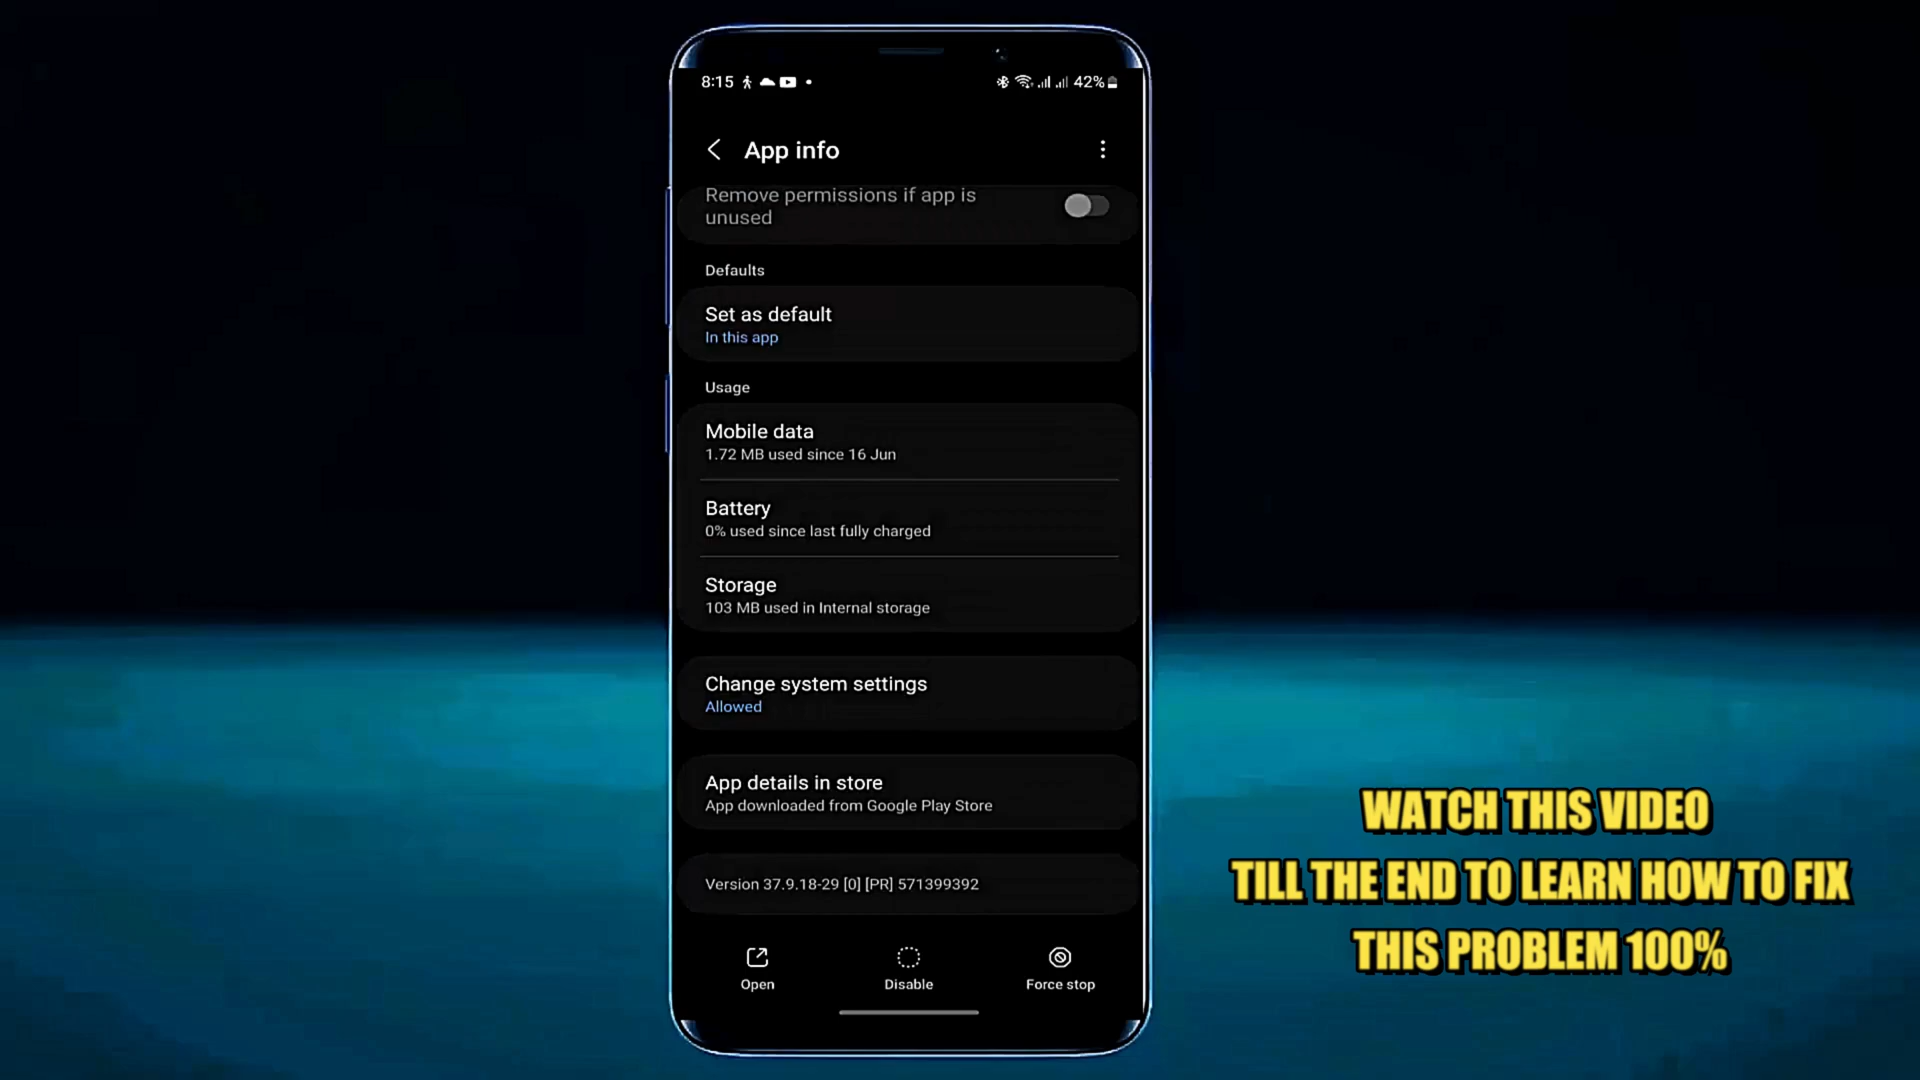 8:15
42%
App info
Remove permissions if app is
unused
Defaults
Set as default
In this app
Usage
Mobile data
1.72 MB used since 16 Jun
Battery
0% used since last fully charged
Storage
103 MB used in Internal storage
Change system settings
Allowed
App details in store
App downloaded from Google Play Store
Version 37.9.18-29 [0] [PR] 571399392
Open
Disable
Force stop
WATCH THIS VIDEO
TILL THE END TO LEARN HOW TO FIX
THIS PROBLEM 100%